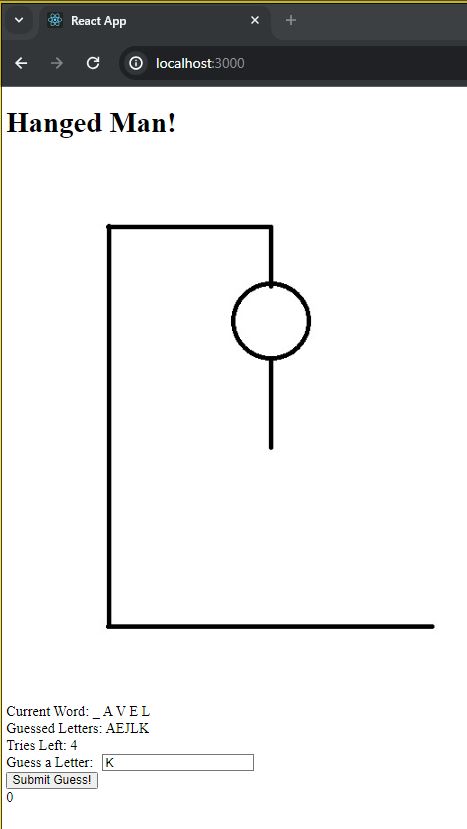 React App
localhost:3000
Hanged Man!
Current Word: _ A V E L
Guessed Letters: AEJLK
Tries Left: 4
Guess a Letter: K
Submit Guess!
0